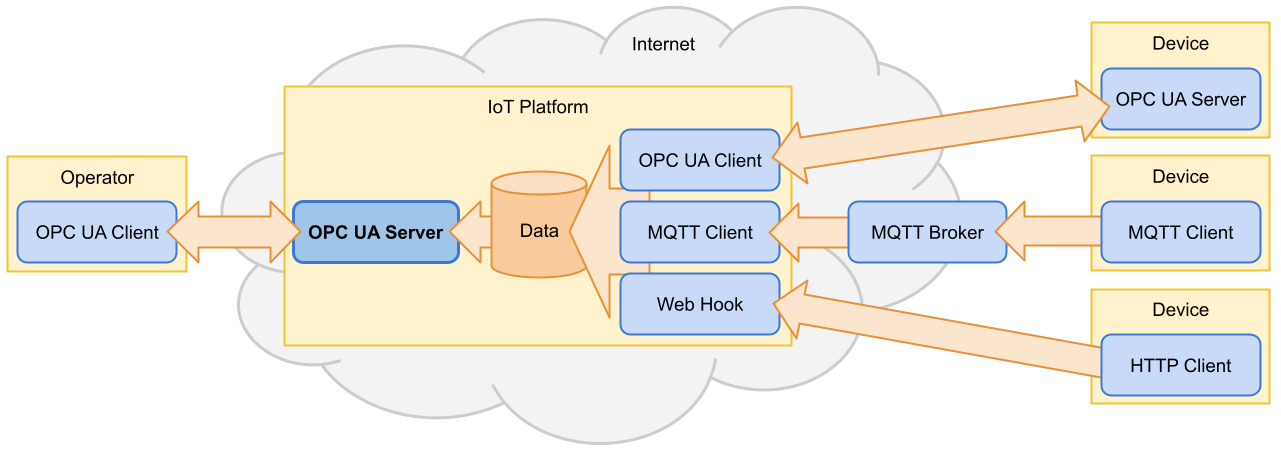 Internet
IoT Platform
Operator
OPC UA Client
OPC UA Server
Data
OPC UA Client
MQTT Client
Web Hook
MQTT Broker
Device
OPC UA Server
Device
MQTT Client
Device
HTTP Client